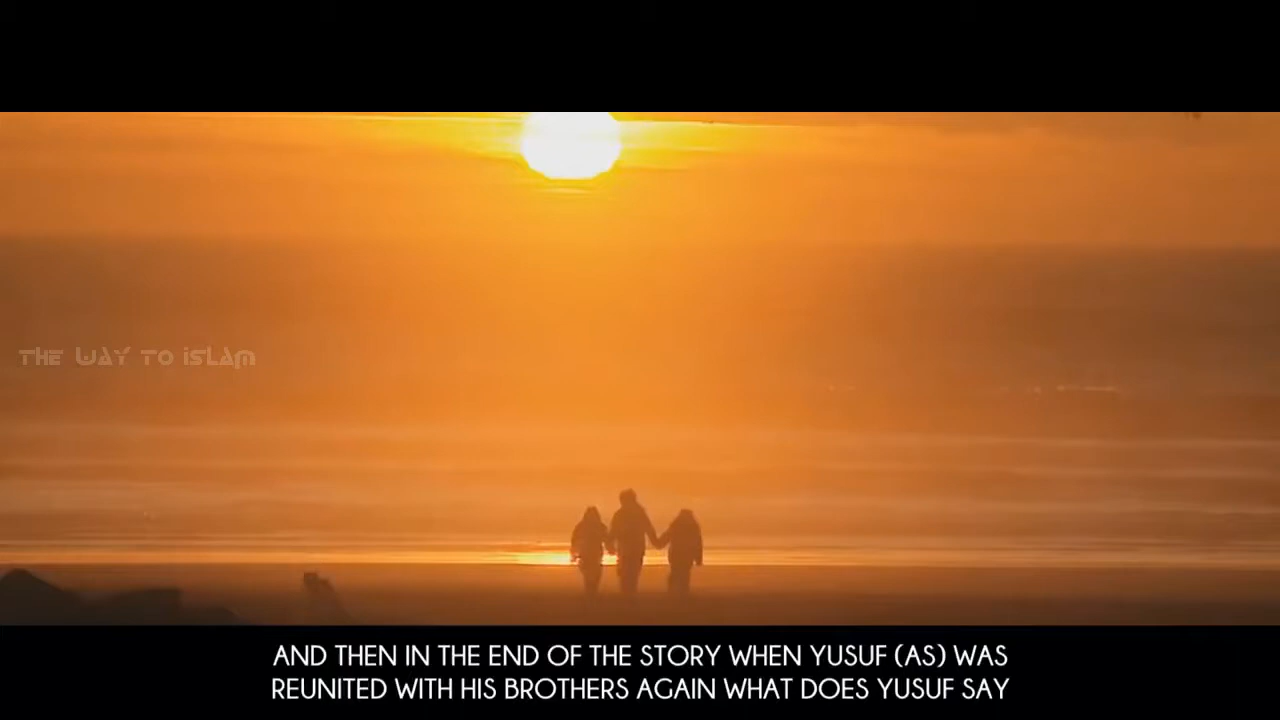 THE WAY TO iSLAM
AND THEN IN THE END OF THE STORY WHEN YUSUF (AS) WAS
REUNITED WITH HIS BROTHERS AGAIN WHAT DOES YUSUF SAY